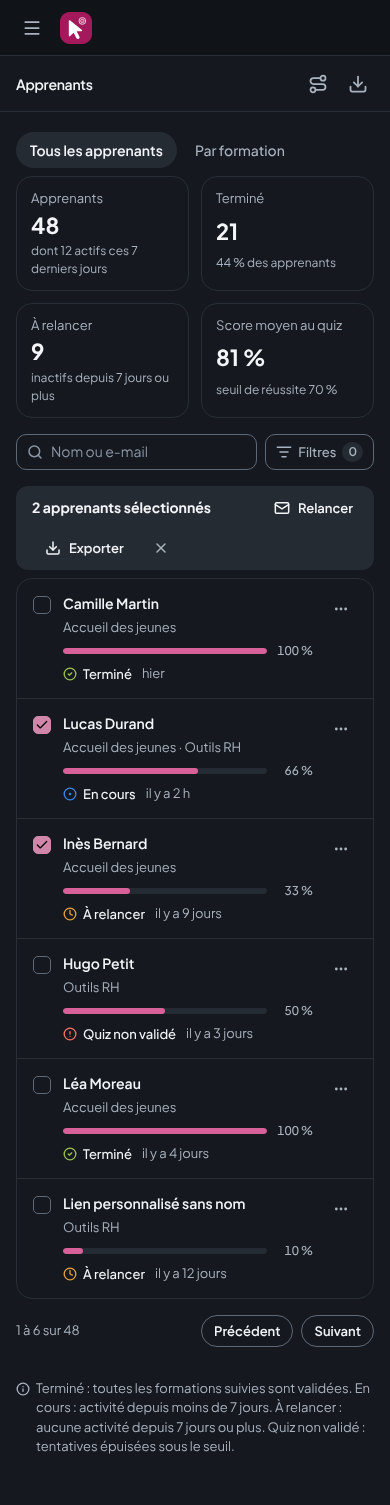 Apprenants
Tous les apprenants
Par formation
Apprenants
48
dont 12 actifs ces 7
derniers jours
Terminé
21
44 % des apprenants
À relancer
9
inactifs depuis 7 jours ou
plus
Score moyen au quiz
81 %
seuil de réussite 70 %
Nom ou e-mail
Filtres 0
2 apprenants sélectionnés
Relancer
Exporter
Camille Martin
Accueil des jeunes
100 %
Terminé hier
Lucas Durand
Accueil des jeunes · Outils RH
66 %
En cours il y a 2 h
Inès Bernard
Accueil des jeunes
33 %
À relancer il y a 9 jours
Hugo Petit
Outils RH
50 %
Quiz non validé il y a 3 jours
Léa Moreau
Accueil des jeunes
100 %
Terminé il y a 4 jours
Lien personnalisé sans nom
Outils RH
10 %
À relancer il y a 12 jours
1 à 6 sur 48
Précédent
Suivant
Terminé : toutes les formations suivies sont validées. En
cours : activité depuis moins de 7 jours. À relancer :
aucune activité depuis 7 jours ou plus. Quiz non validé :
tentatives épuisées sous le seuil.